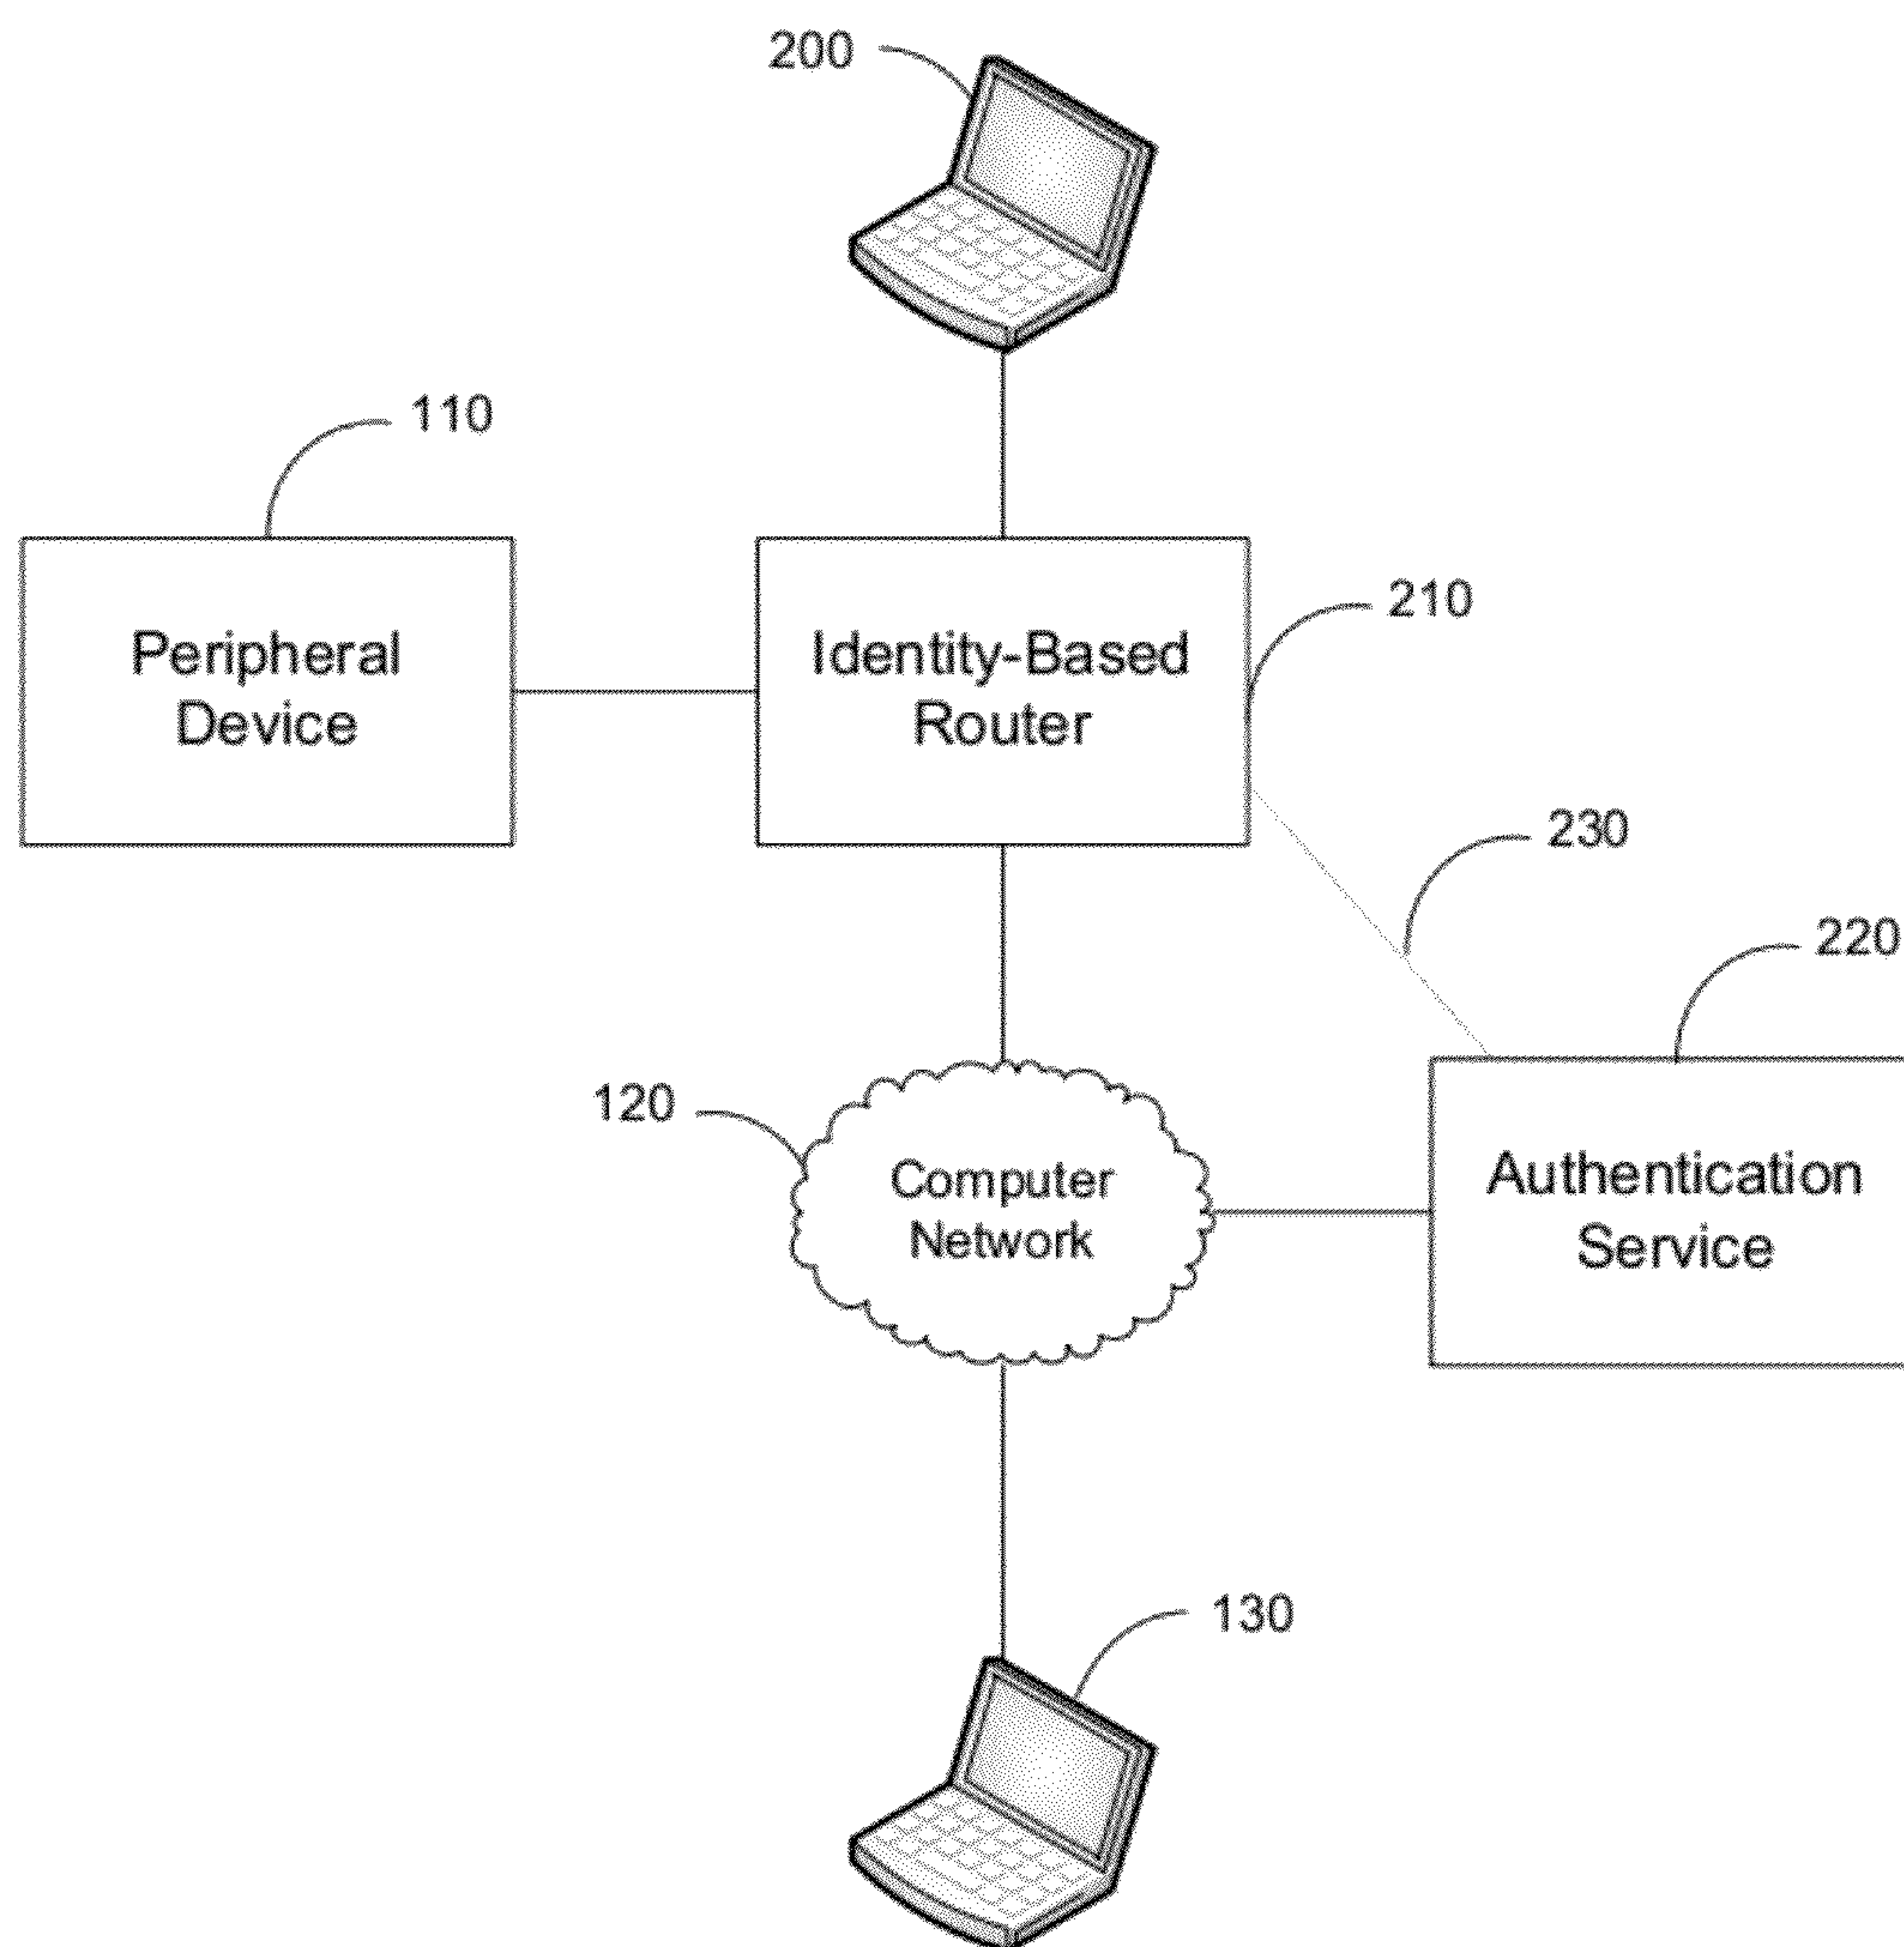 200
110
Peripheral
Device
Identity-Based
Router
210
230
220
120
Computer
Network
Authentication
Service
130